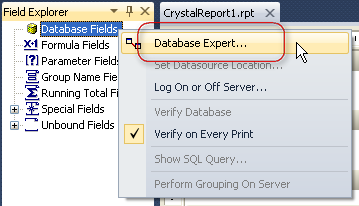 Field Explorer
CrystalReport1.rpt
Database Fields
Formula Fields
Parameter Fields
Group Name Fiel
Running Total Fi
Special Fields
Unbound Fields
Database Expert...
Set Datasource Location...
Log On or Off Server...
Verify Database
Verify on Every Print
Show SQL Query...
Perform Grouping On Server